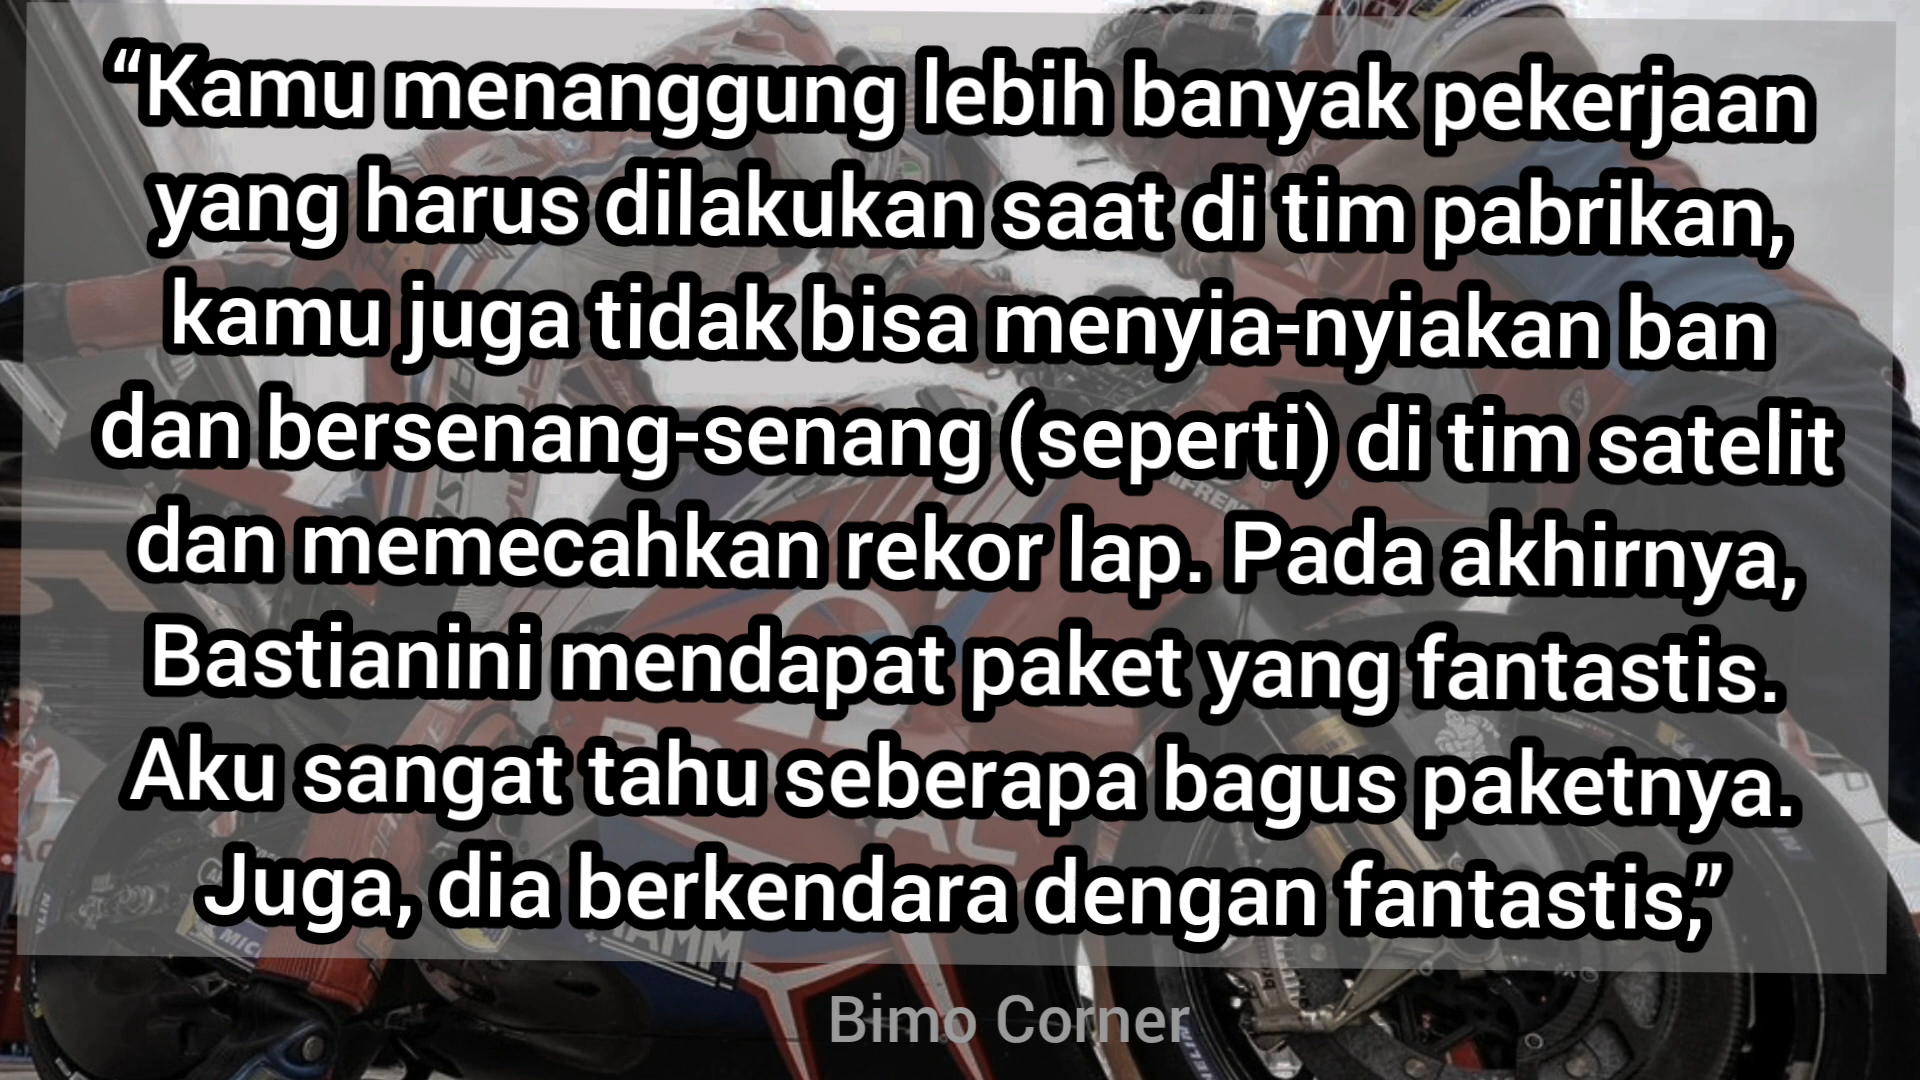 “Kamu menanggung lebih banyak pekerjaan
yang harus dilakukan saat di tim pabrikan,
kamu juga tidak bisa menyia-nyiakan ban
dan bersenang-senang (seperti) di tim satelit
dan memecahkan rekor lap. Pada akhirnya,
Bastianini mendapat paket yang fantastis.
Aku sangat tahu seberapa bagus paketnya.
Juga, dia berkendara dengan fantastis,”
Bimo Corner